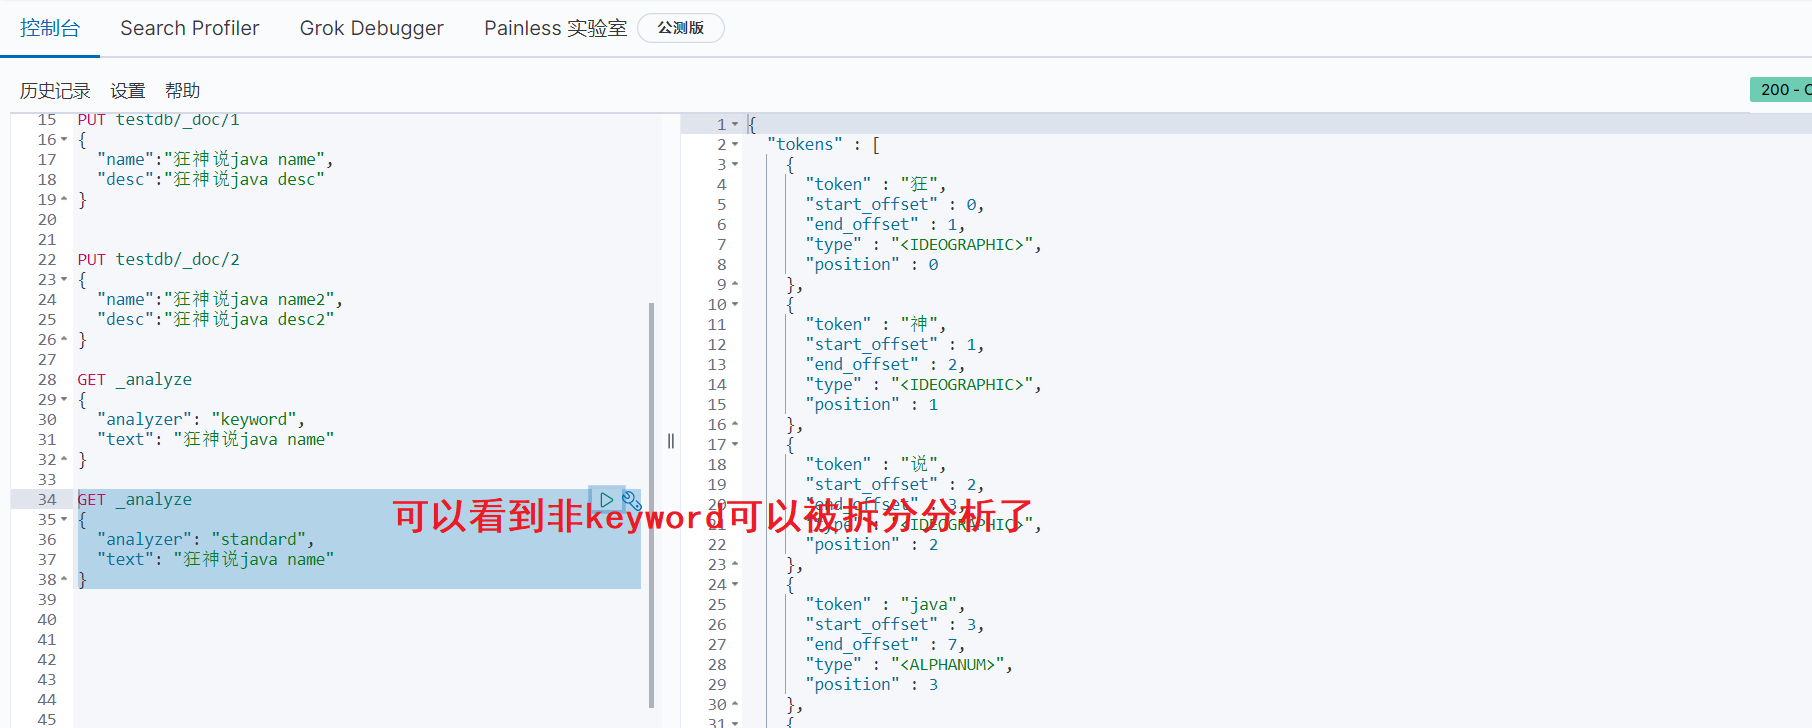 控制台 Search Profiler Grok Debugger Painless 实验室 公测版
历史记录 设置 帮助
200 - O
15 PUT testdb/_doc/1
16 {
17 "name":"狂神说java name",
18 "desc":"狂神说java desc"
19 }
20
21
22 PUT testdb/_doc/2
23 {
24 "name":"狂神说java name2",
25 "desc":"狂神说java desc2"
26 }
27
28 GET _analyze
29 {
30 "analyzer": "keyword",
31 "text": "狂神说java name"
32 }
33
34 GET _analyze
35 {
36 "analyzer": "standard",
37 "text": "狂神说java name"
38 }
39
40
41
42
43
44
45
可以看到非keyword可以被拆分分析了
1 {
2 "tokens" : [
3 {
4 "token" : "狂",
5 "start_offset" : 0,
6 "end_offset" : 1,
7 "type" : "<IDEOGRAPHIC>",
8 "position" : 0
9 },
10 {
11 "token" : "神",
12 "start_offset" : 1,
13 "end_offset" : 2,
14 "type" : "<IDEOGRAPHIC>",
15 "position" : 1
16 },
17 {
18 "token" : "说",
19 "start_offset" : 2,
20 "end_offset" : 3,
21 "type" : "<IDEOGRAPHIC>",
22 "position" : 2
23 },
24 {
25 "token" : "java",
26 "start_offset" : 3,
27 "end_offset" : 7,
28 "type" : "<ALPHANUM>",
29 "position" : 3
30 },
31 {